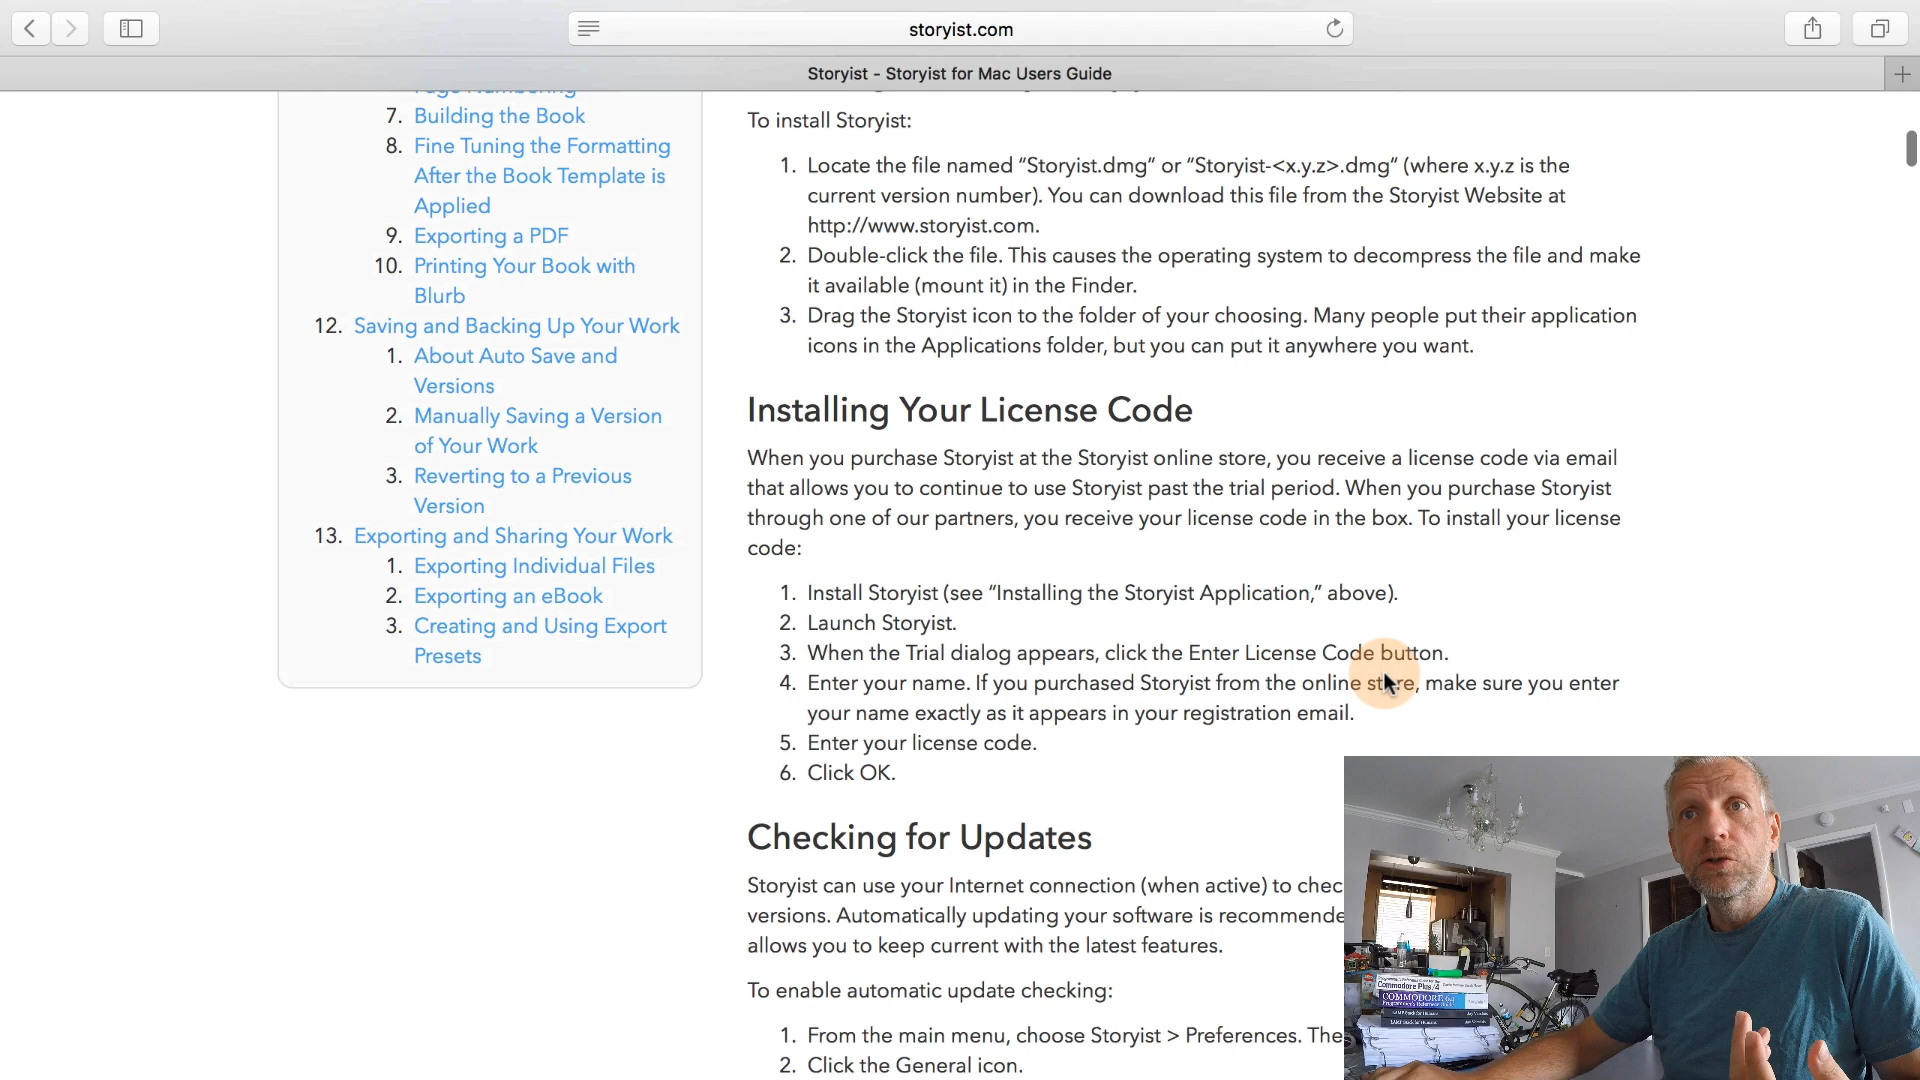 storyist.com
Storyist - Storyist for Mac Users Guide
7. Building the Book
8. Fine Tuning the Formatting
After the Book Template is
Applied
9. Exporting a PDF
10. Printing Your Book with
Blurb
12. Saving and Backing Up Your Work
1. About Auto Save and
Versions
2. Manually Saving a Version
of Your Work
3. Reverting to a Previous
Version
13. Exporting and Sharing Your Work
1. Exporting Individual Files
2. Exporting an eBook
3. Creating and Using Export
Presets
To install Storyist:
1. Locate the file named “Storyist.dmg” or “Storyist-<x.y.z>.dmg” (where x.y.z is the
current version number). You can download this file from the Storyist Website at
http://www.storyist.com.
2. Double-click the file. This causes the operating system to decompress the file and make
it available (mount it) in the Finder.
3. Drag the Storyist icon to the folder of your choosing. Many people put their application
icons in the Applications folder, but you can put it anywhere you want.
Installing Your License Code
When you purchase Storyist at the Storyist online store, you receive a license code via email
that allows you to continue to use Storyist past the trial period. When you purchase Storyist
through one of our partners, you receive your license code in the box. To install your license
code:
1. Install Storyist (see “Installing the Storyist Application,” above).
2. Launch Storyist.
3. When the Trial dialog appears, click the Enter License Code button.
4. Enter your name. If you purchased Storyist from the online store, make sure you enter
your name exactly as it appears in your registration email.
5. Enter your license code.
6. Click OK.
Checking for Updates
Storyist can use your Internet connection (when active) to chec
versions. Automatically updating your software is recommende
allows you to keep current with the latest features.
To enable automatic update checking:
1. From the main menu, choose Storyist > Preferences. The
2. Click the General icon.
Commodore Plus/4
COMMODORE 64
Programmer's Reference Guide
LAMP Stack for Humans
LAMP Stack for Humans